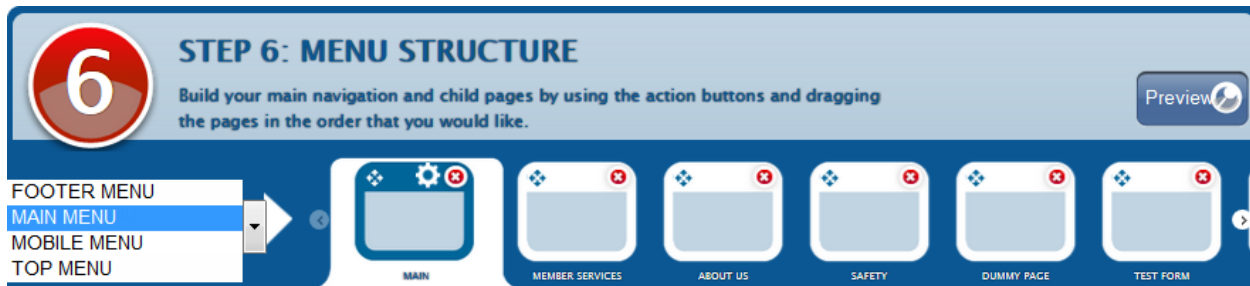 6
STEP 6: MENU STRUCTURE
Build your main navigation and child pages by using the action buttons and dragging
the pages in the order that you would like.
Preview
FOOTER MENU
MAIN MENU
MOBILE MENU
TOP MENU
MAIN
MEMBER SERVICES
ABOUT US
SAFETY
DUMMY PAGE
TEST FORM